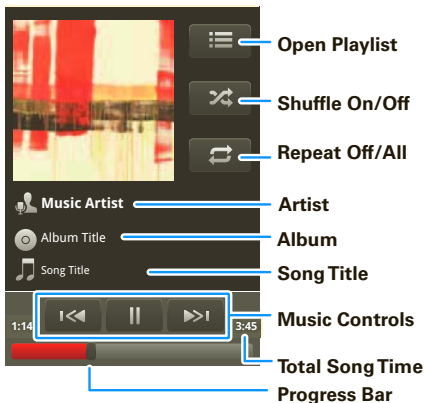 Open Playlist
Shuffle On/Off
Repeat Off/All
Music Artist
Artist
Album Title
Album
Song Title
Song Title
Music Controls
1:14
3:45
Total Song Time
Progress Bar